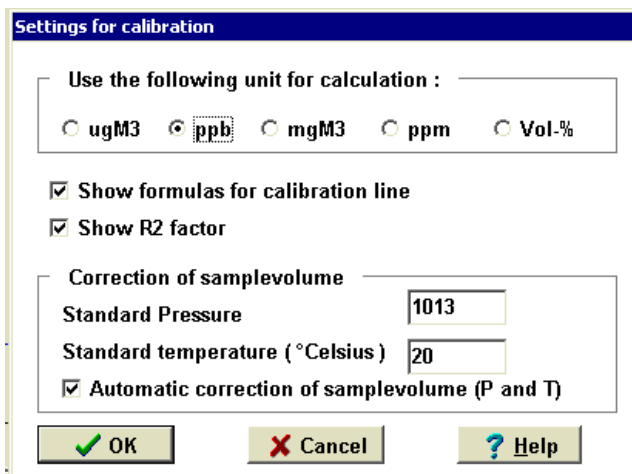 Settings for calibration
Use the following unit for calculation :
ugM3 ppb mgM3 ppm Vol-%
Show formulas for calibration line
Show R2 factor
Correction of samplevolume
Standard Pressure 1013
Standard temperature ( °Celsius ) 20
Automatic correction of samplevolume (P and T)
OK Cancel Help